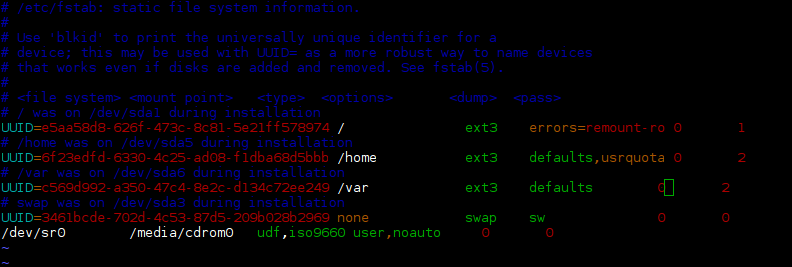 # /etc/fstab: static file system information.
#
# Use 'blkid' to print the universally unique identifier for a
# device; this may be used with UUID= as a more robust way to name devices
# that works even if disks are added and removed. See fstab(5).
#
# <file system> <mount point>   <type>  <options>       <dump>  <pass>
# / was on /dev/sda1 during installation
UUID=e5aa58d8-626f-473c-8c81-5e21ff578974 /               ext3    errors=remount-ro 0       1
# /home was on /dev/sda5 during installation
UUID=6f23edfd-6330-4c25-ad08-f1dba68d5bbb /home           ext3    defaults,usrquota 0       2
# /var was on /dev/sda6 during installation
UUID=c569d992-a350-47c4-8e2c-d134c72ee249 /var            ext3    defaults        0       2
# swap was on /dev/sda3 during installation
UUID=3461bcde-702d-4c53-87d5-209b028b2969 none            swap    sw              0       0
/dev/sr0        /media/cdrom0   udf,iso9660 user,noauto     0       0
~
~